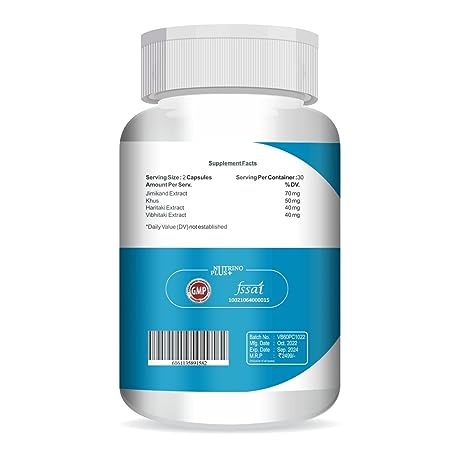 Supplement Facts
Serving Size : 2 Capsules Serving Per Container :30
Amount Per Serv. % DV.
Jimikand Extract 70 mg
Khus 50 mg
Haritaki Extract 40 mg
Vibhitaki Extract 40 mg
*Daily Value (DV) not established
NUTRINO
PLUS+
GMP
fssai
10021064000015
Batch No. : VB60PC1022
Mfg. Date : Oct. 2022
Exp. Date : Sep. 2024
M.R.P : ₹2499/-